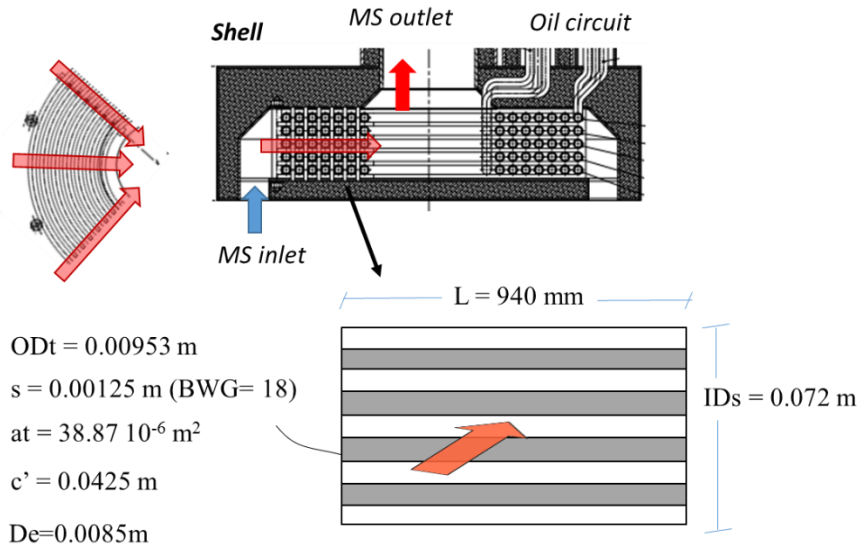 Shell
MS outlet
Oil circuit
MS inlet
L = 940 mm
ODt = 0.00953 m
s = 0.00125 m (BWG= 18)
at = 38.87 10⁻⁶ m²
c’ = 0.0425 m
De=0.0085m
IDs = 0.072 m